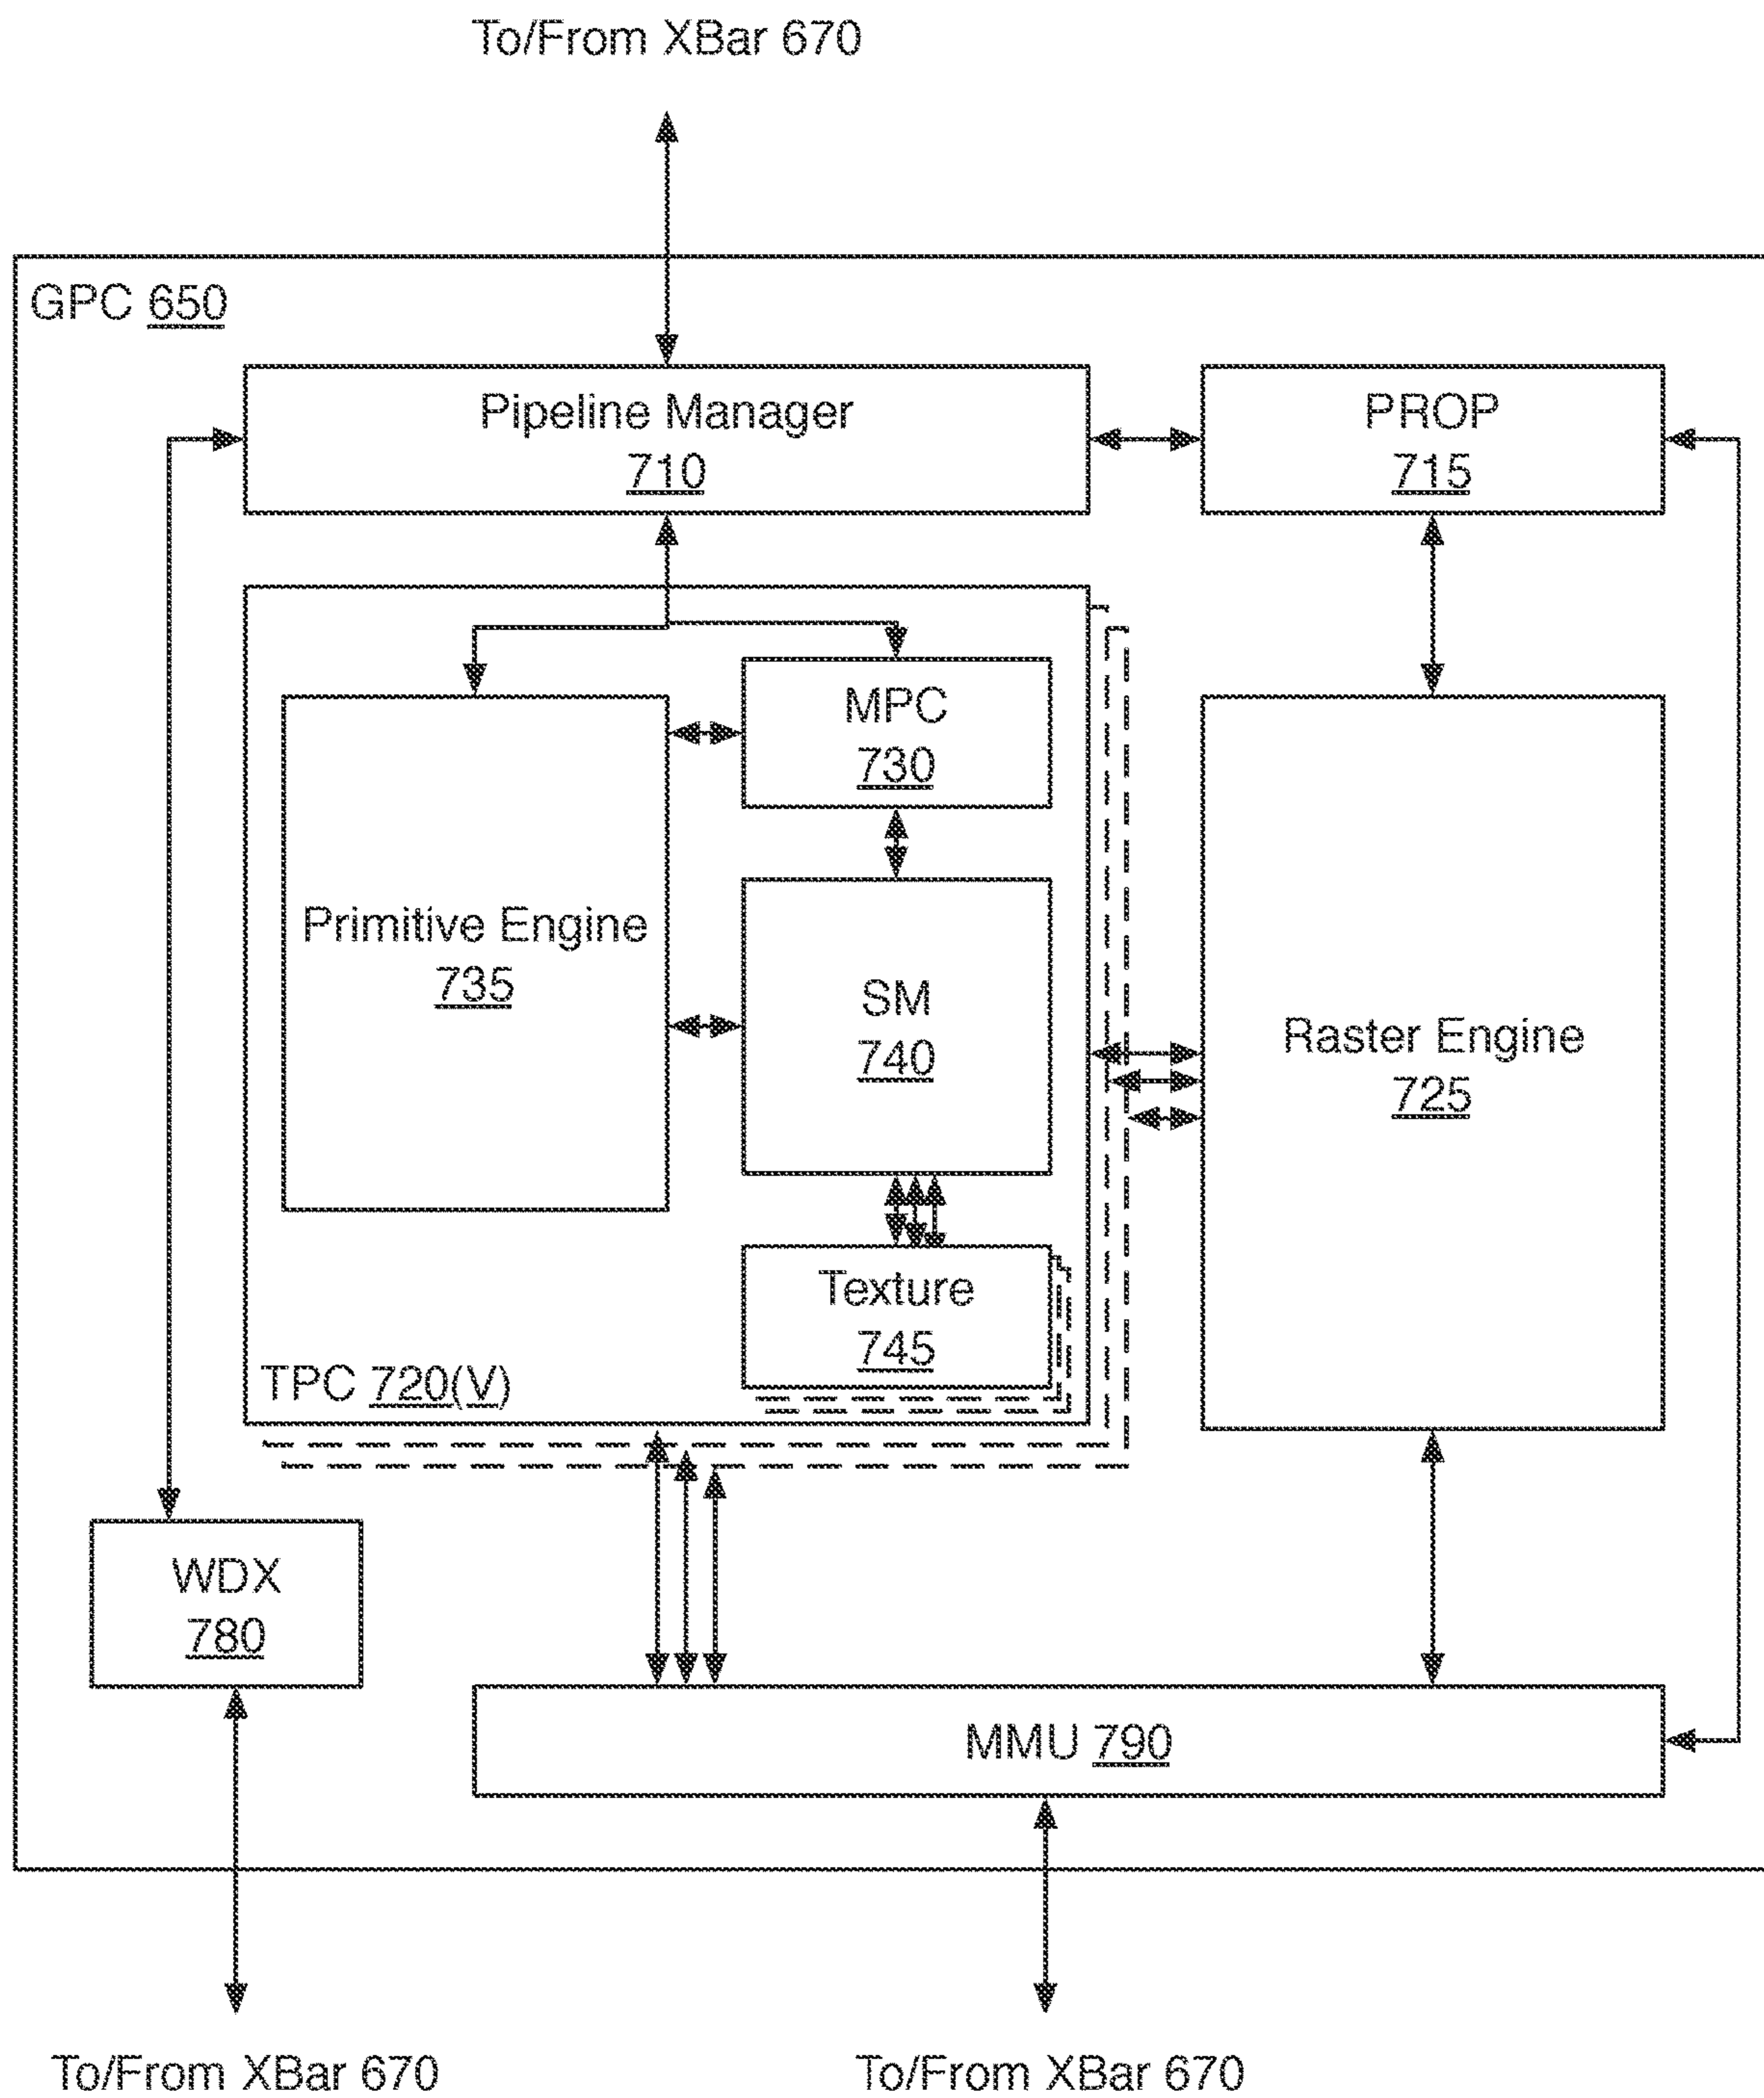 To/From XBar 670
GPC 650
Pipeline Manager
710
PROP
715
MPC
730
Primitive Engine
735
SM
740
Raster Engine
725
Texture
745
TPC 720(V)
WDX
780
MMU 790
To/From XBar 670
To/From XBar 670